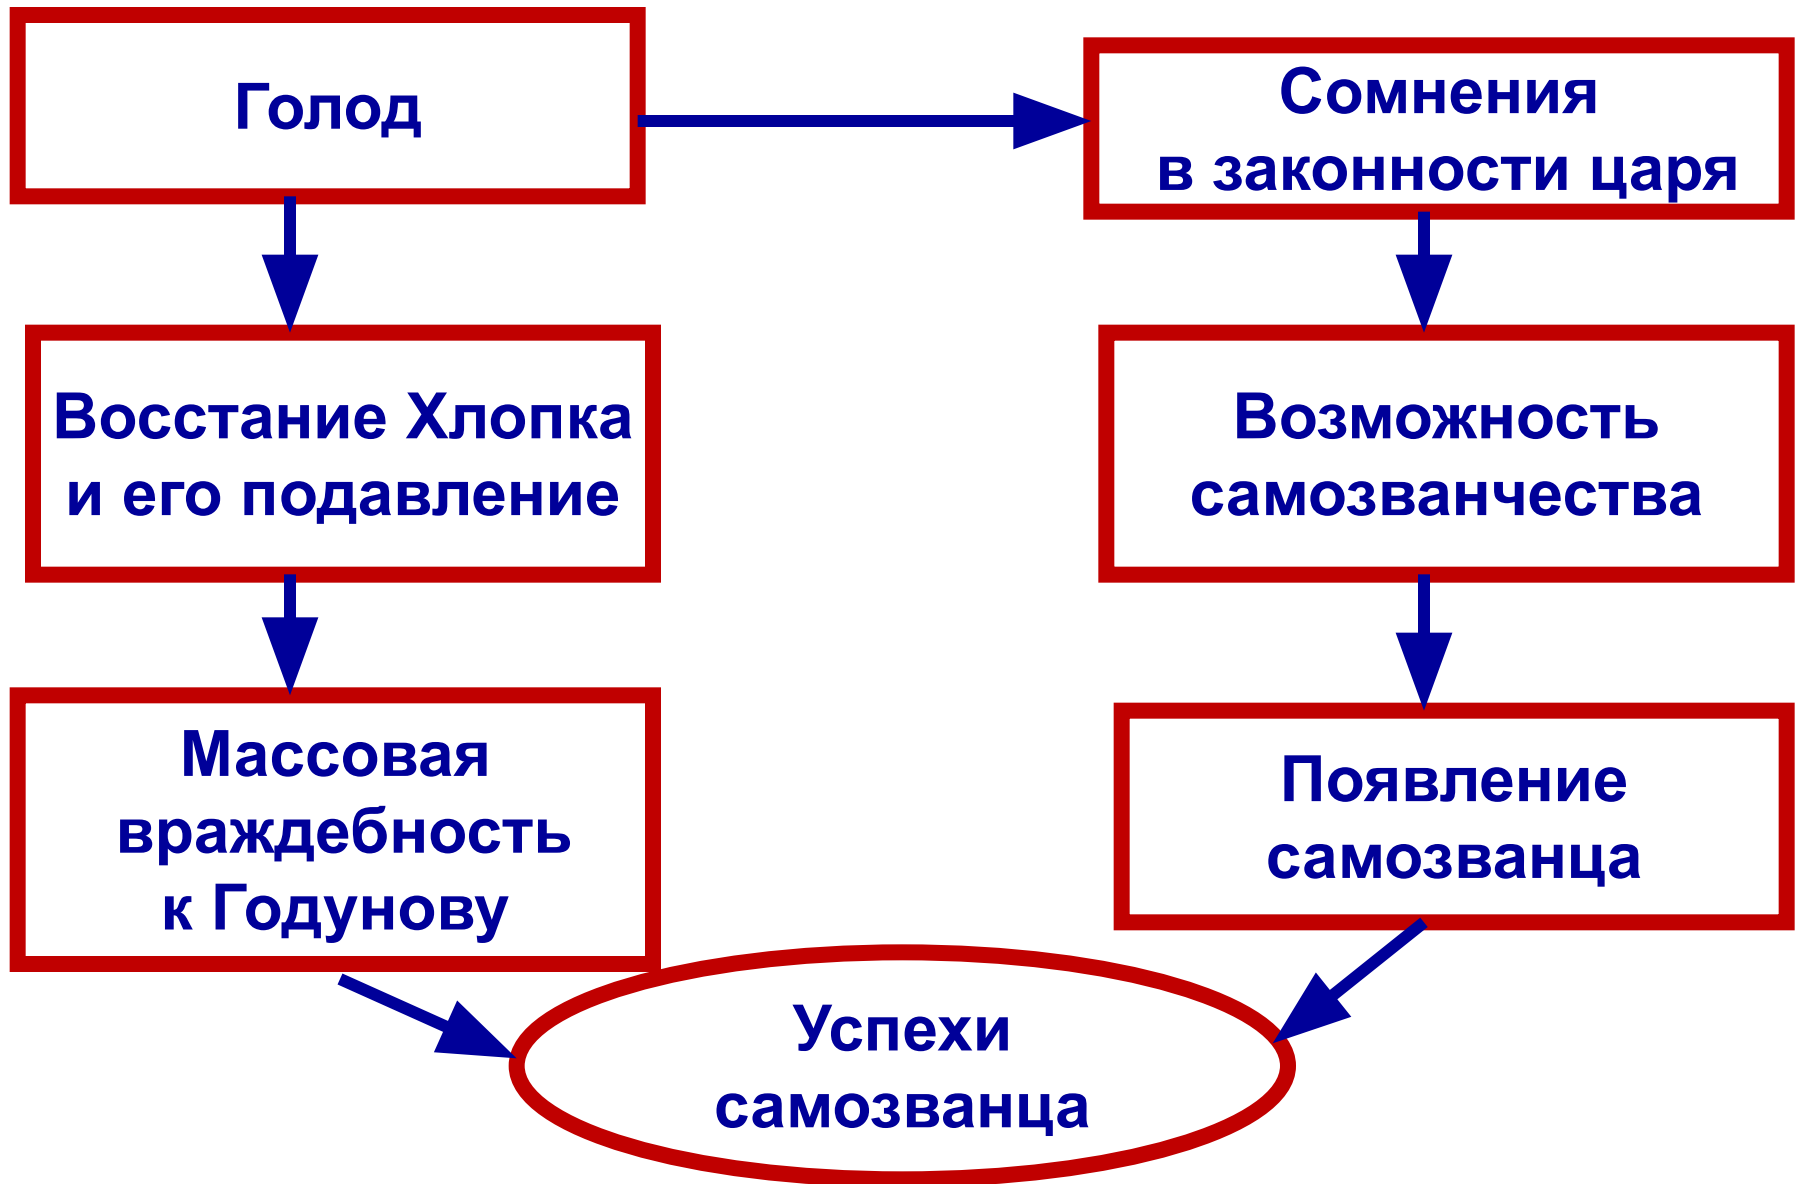 Голод
Сомнения
в законности царя
Восстание Хлопка
и его подавление
Возможность
самозванчества
Массовая
враждебность
к Годунову
Появление
самозванца
Успехи
самозванца